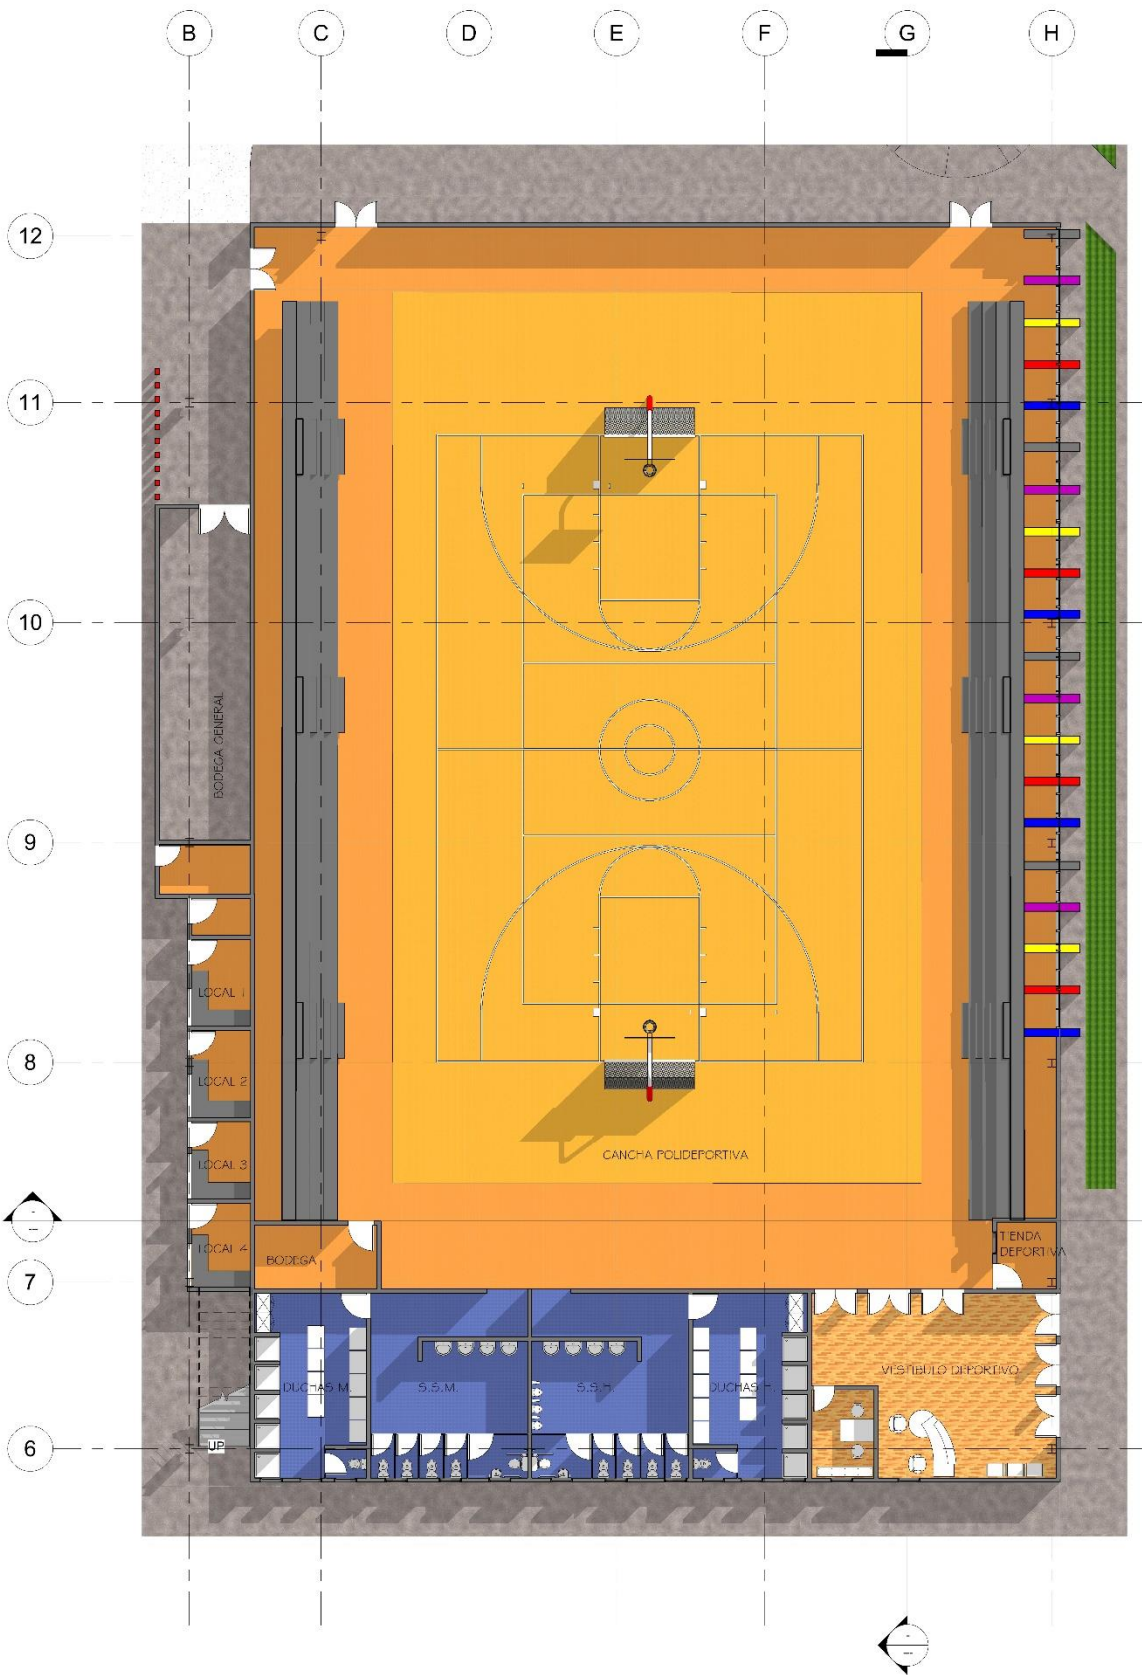 B C D E F G H
12
11
10
BODEGA GENERAL
9
LOCAL 1
8
LOCAL 2
CANCHA POLIDEPORTIVA
LOCAL 3
TIENDA
DEPORTIVA
LOCAL 4
BODEGA
7
VESTIBULO DEPORTIVO
DUCHAS M.
S.S.M.
S.S.H.
DUCHAS H.
6
UP